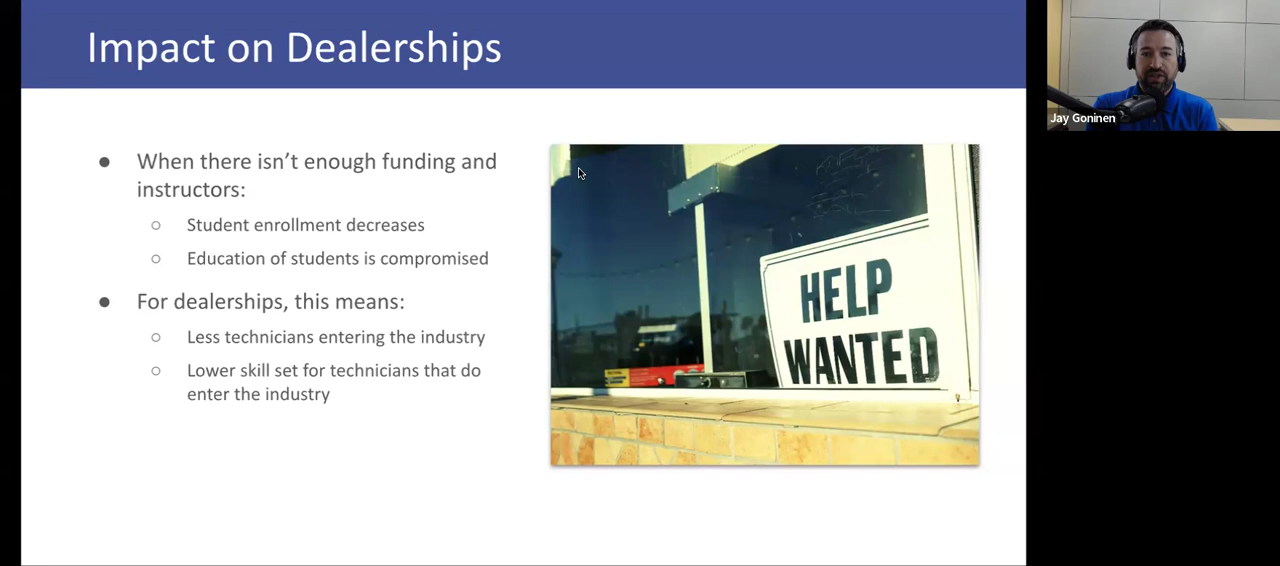 Impact on Dealerships
When there isn’t enough funding and
instructors:
Student enrollment decreases
Education of students is compromised
For dealerships, this means:
Less technicians entering the industry
Lower skill set for technicians that do
enter the industry
HELP
WANTED
Jay Goninen